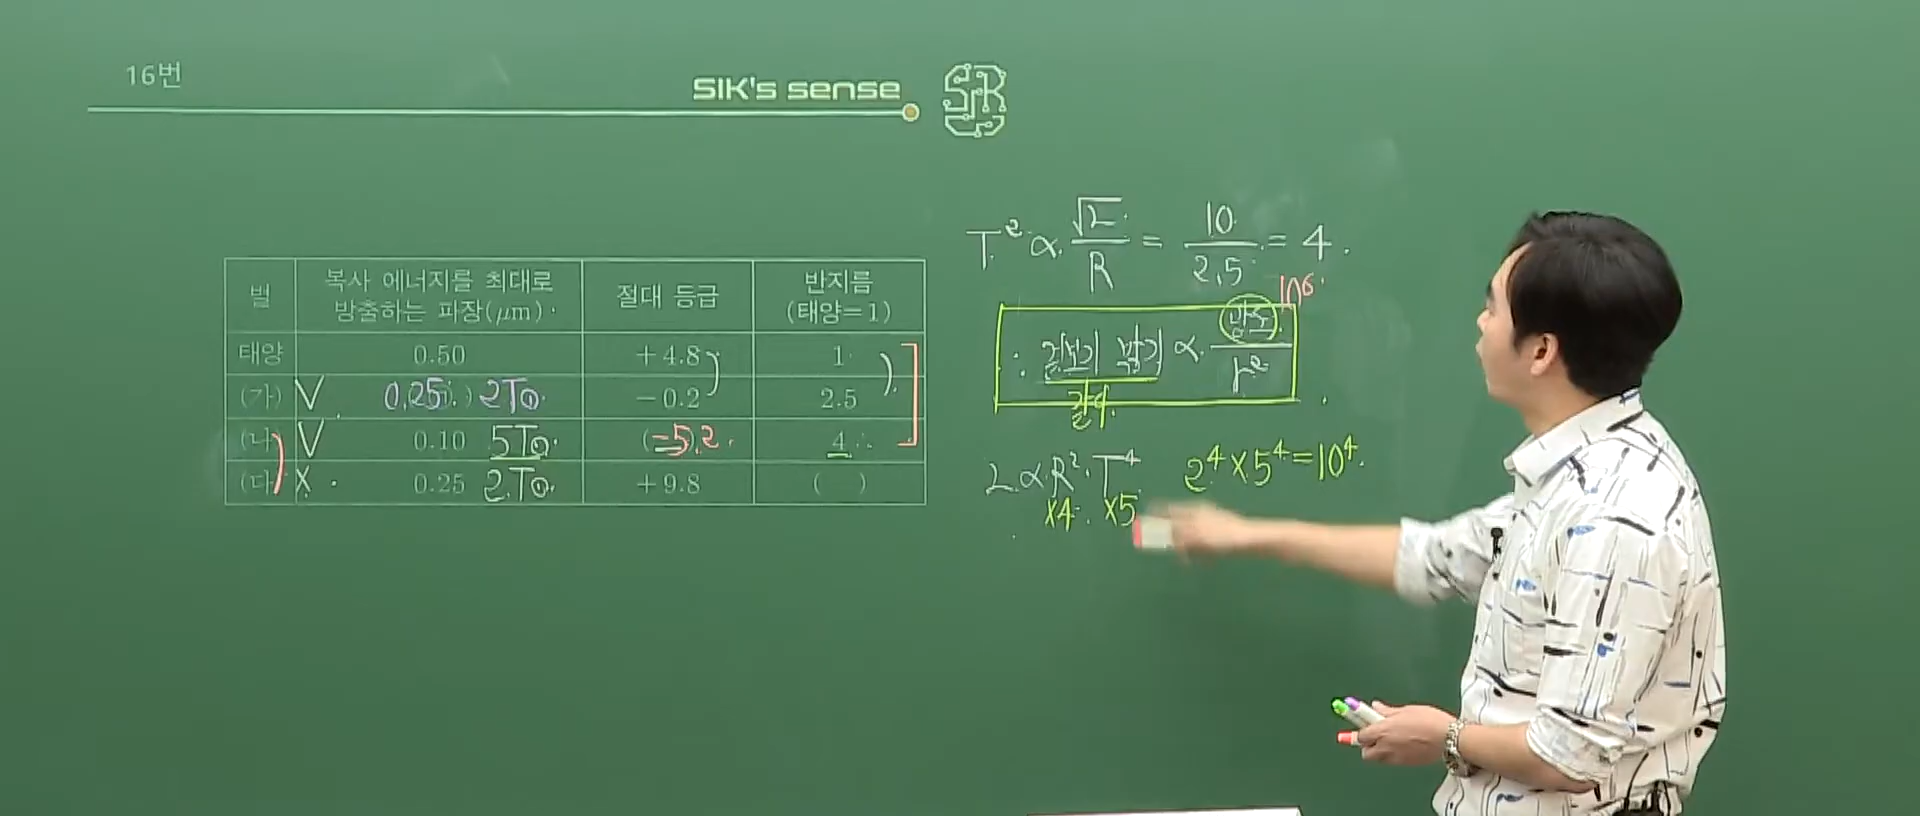 16번
SIK's sense
SIK
별 복사 에너지를 최대로 방출하는 파장(μm) 절대 등급 반지름 (태양=1)
태양 0.50 +4.8 1
(가) V 0.25 2T⊙ -0.2 2.5
(나) V 0.10 5T⊙ (-5.2) 4
(다) X 0.25 2T⊙ +9.8 ( )
T² ∝ √L/R = 10/2.5 = 4
10⁶
∴ 겉보기 밝기 ∝ 광도/r²
L ∝ R²·T⁴ 2⁴×5⁴=10⁴
×4 ×5